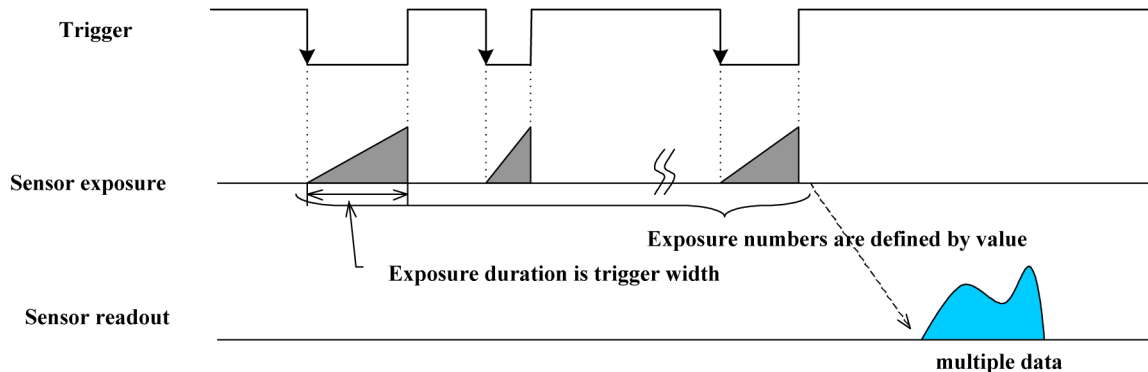 Trigger
Sensor exposure
Exposure numbers are defined by value
Exposure duration is trigger width
Sensor readout
multiple data